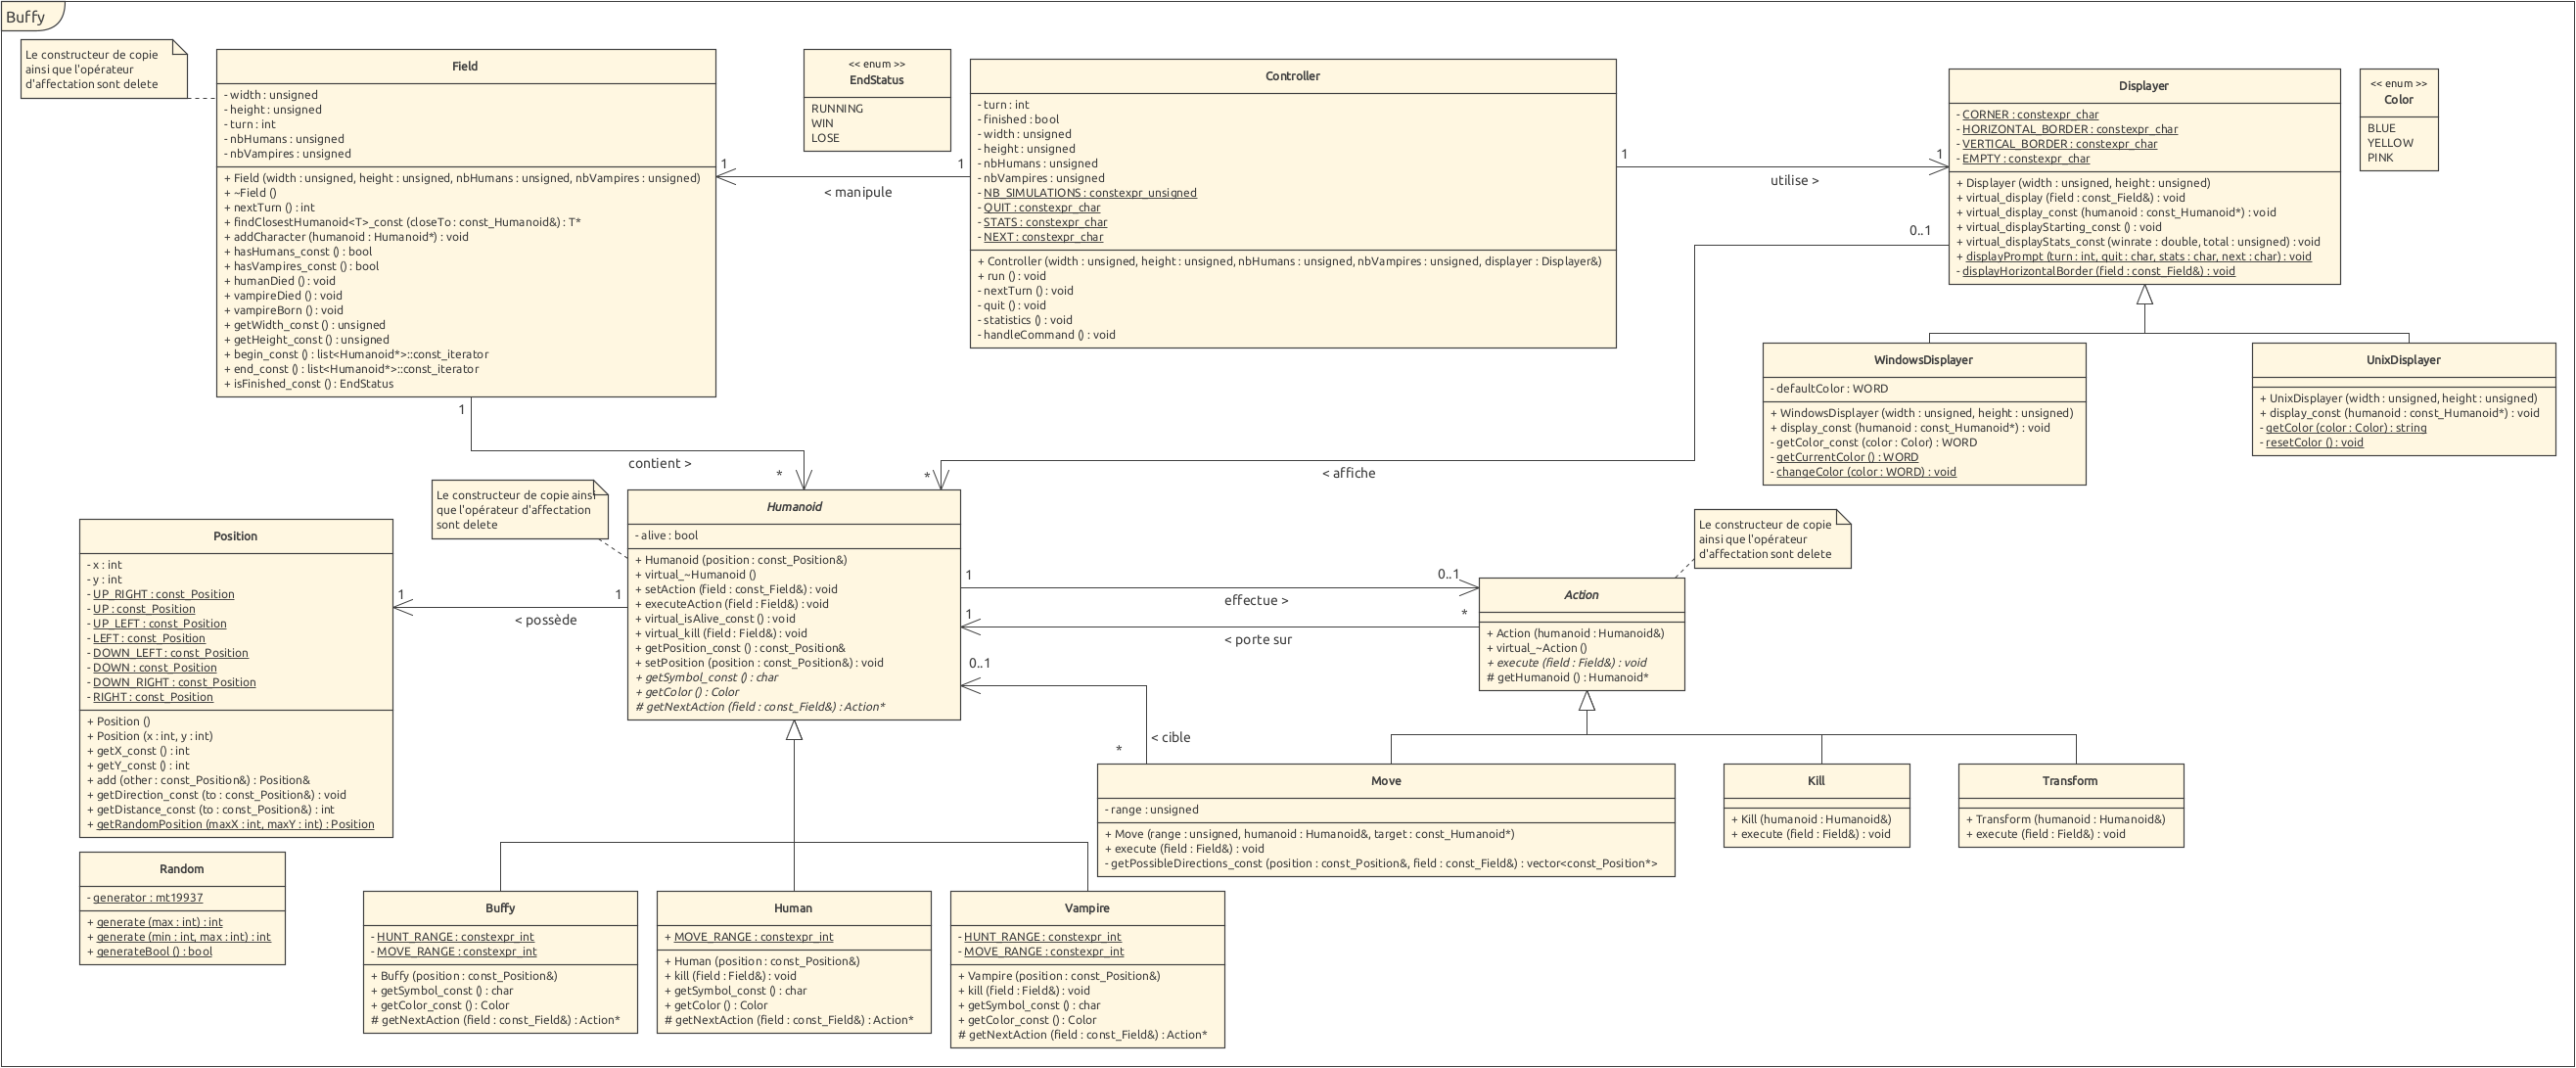 Buffy
Le constructeur de copie
ainsi que l'opérateur
d'affectation sont delete
Field
- width : unsigned
- height : unsigned
- turn : int
- nbHumans : unsigned
- nbVampires : unsigned
+ Field (width : unsigned, height : unsigned, nbHumans : unsigned, nbVampires : unsigned)
+ ~Field ()
+ nextTurn () : int
+ findClosestHumanoid<T>_const (closeTo : const_Humanoid&) : T*
+ addCharacter (humanoid : Humanoid*) : void
+ hasHumans_const () : bool
+ hasVampires_const () : bool
+ humanDied () : void
+ vampireDied () : void
+ vampireBorn () : void
+ getWidth_const () : unsigned
+ getHeight_const () : unsigned
+ begin_const () : list<Humanoid*>::const_iterator
+ end_const () : list<Humanoid*>::const_iterator
+ isFinished_const () : EndStatus
<< enum >>
EndStatus
RUNNING
WIN
LOSE
1
1
< manipule
Controller
- turn : int
- finished : bool
- width : unsigned
- height : unsigned
- nbHumans : unsigned
- nbVampires : unsigned
- NB_SIMULATIONS : constexpr_unsigned
- QUIT : constexpr_char
- STATS : constexpr_char
- NEXT : constexpr_char
+ Controller (width : unsigned, height : unsigned, nbHumans : unsigned, nbVampires : unsigned, displayer : Displayer&)
+ run () : void
- nextTurn () : void
- quit () : void
- statistics () : void
- handleCommand () : void
1
1
utilise >
0..1
Displayer
- CORNER : constexpr_char
- HORIZONTAL_BORDER : constexpr_char
- VERTICAL_BORDER : constexpr_char
- EMPTY : constexpr_char
+ Displayer (width : unsigned, height : unsigned)
+ virtual_display (field : const_Field&) : void
+ virtual_display_const (humanoid : const_Humanoid*) : void
+ virtual_displayStarting_const () : void
+ virtual_displayStats_const (winrate : double, total : unsigned) : void
+ displayPrompt (turn : int, quit : char, stats : char, next : char) : void
- displayHorizontalBorder (field : const_Field&) : void
<< enum >>
Color
BLUE
YELLOW
PINK
WindowsDisplayer
- defaultColor : WORD
+ WindowsDisplayer (width : unsigned, height : unsigned)
+ display_const (humanoid : const_Humanoid*) : void
- getColor_const (color : Color) : WORD
- getCurrentColor () : WORD
- changeColor (color : WORD) : void
UnixDisplayer
+ UnixDisplayer (width : unsigned, height : unsigned)
+ display_const (humanoid : const_Humanoid*) : void
- getColor (color : Color) : string
- resetColor () : void
1
contient >
*
*
< affiche
Le constructeur de copie ainsi
que l'opérateur d'affectation
sont delete
Humanoid
- alive : bool
+ Humanoid (position : const_Position&)
+ virtual_~Humanoid ()
+ setAction (field : const_Field&) : void
+ executeAction (field : Field&) : void
+ virtual_isAlive_const () : void
+ virtual_kill (field : Field&) : void
+ getPosition_const () : const_Position&
+ setPosition (position : const_Position&) : void
+ getSymbol_const () : char
+ getColor () : Color
# getNextAction (field : const_Field&) : Action*
Position
- x : int
- y : int
- UP_RIGHT : const_Position
- UP : const_Position
- UP_LEFT : const_Position
- LEFT : const_Position
- DOWN_LEFT : const_Position
- DOWN : const_Position
- DOWN_RIGHT : const_Position
- RIGHT : const_Position
+ Position ()
+ Position (x : int, y : int)
+ getX_const () : int
+ getY_const () : int
+ add (other : const_Position&) : Position&
+ getDirection_const (to : const_Position&) : void
+ getDistance_const (to : const_Position&) : int
+ getRandomPosition (maxX : int, maxY : int) : Position
1
1
< possède
1
0..1
effectue >
1
*
< porte sur
0..1
< cible
*
Le constructeur de copie
ainsi que l'opérateur
d'affectation sont delete
Action
+ Action (humanoid : Humanoid&)
+ virtual_~Action ()
+ execute (field : Field&) : void
# getHumanoid () : Humanoid*
Move
- range : unsigned
+ Move (range : unsigned, humanoid : Humanoid&, target : const_Humanoid*)
+ execute (field : Field&) : void
- getPossibleDirections_const (position : const_Position&, field : const_Field&) : vector<const_Position*>
Kill
+ Kill (humanoid : Humanoid&)
+ execute (field : Field&) : void
Transform
+ Transform (humanoid : Humanoid&)
+ execute (field : Field&) : void
Random
- generator : mt19937
+ generate (max : int) : int
+ generate (min : int, max : int) : int
+ generateBool () : bool
Buffy
- HUNT_RANGE : constexpr_int
- MOVE_RANGE : constexpr_int
+ Buffy (position : const_Position&)
+ getSymbol_const () : char
+ getColor_const () : Color
# getNextAction (field : const_Field&) : Action*
Human
+ MOVE_RANGE : constexpr_int
+ Human (position : const_Position&)
+ kill (field : Field&) : void
+ getSymbol_const () : char
+ getColor () : Color
# getNextAction (field : const_Field&) : Action*
Vampire
- HUNT_RANGE : constexpr_int
- MOVE_RANGE : constexpr_int
+ Vampire (position : const_Position&)
+ kill (field : Field&) : void
+ getSymbol_const () : char
+ getColor_const () : Color
# getNextAction (field : const_Field&) : Action*